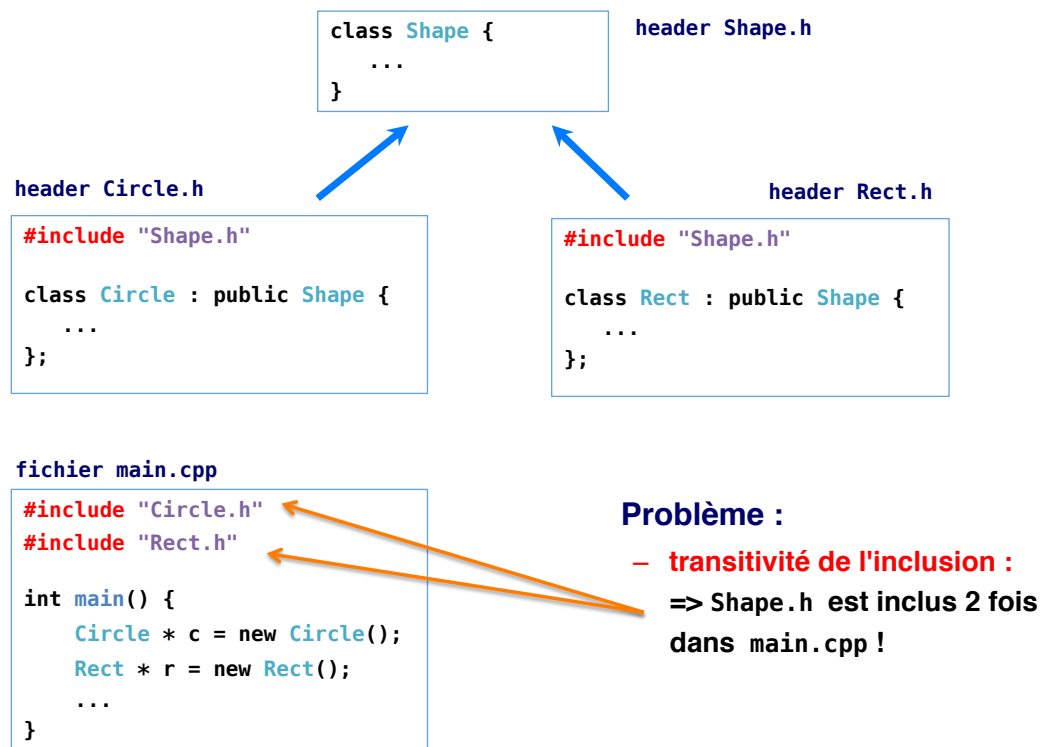 class Shape {
...
}
header Shape.h
header Circle.h
#include "Shape.h"
class Circle : public Shape {
...
};
header Rect.h
#include "Shape.h"
class Rect : public Shape {
...
};
fichier main.cpp
#include "Circle.h"
#include "Rect.h"
int main() {
Circle * c = new Circle();
Rect * r = new Rect();
...
}
Problème :
– transitivité de l'inclusion :
=> Shape.h est inclus 2 fois
dans main.cpp !